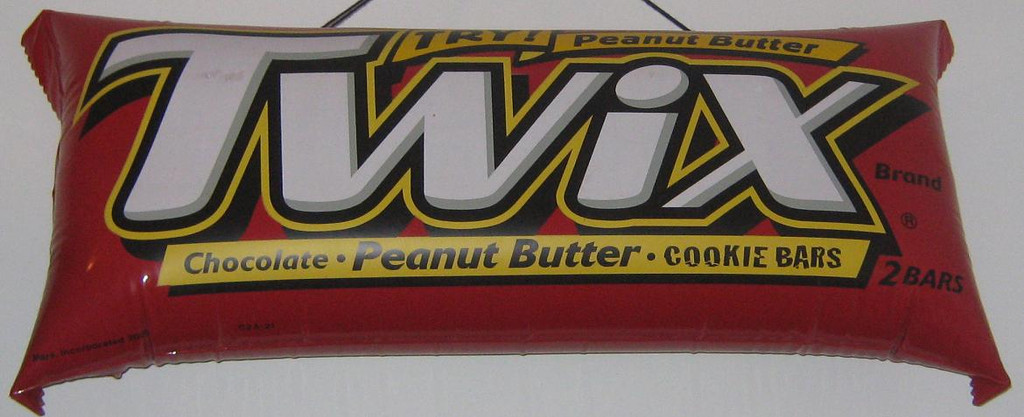 TRY! Peanut Butter
TWIX
Brand
®
Chocolate • Peanut Butter • COOKIE BARS
2 BARS